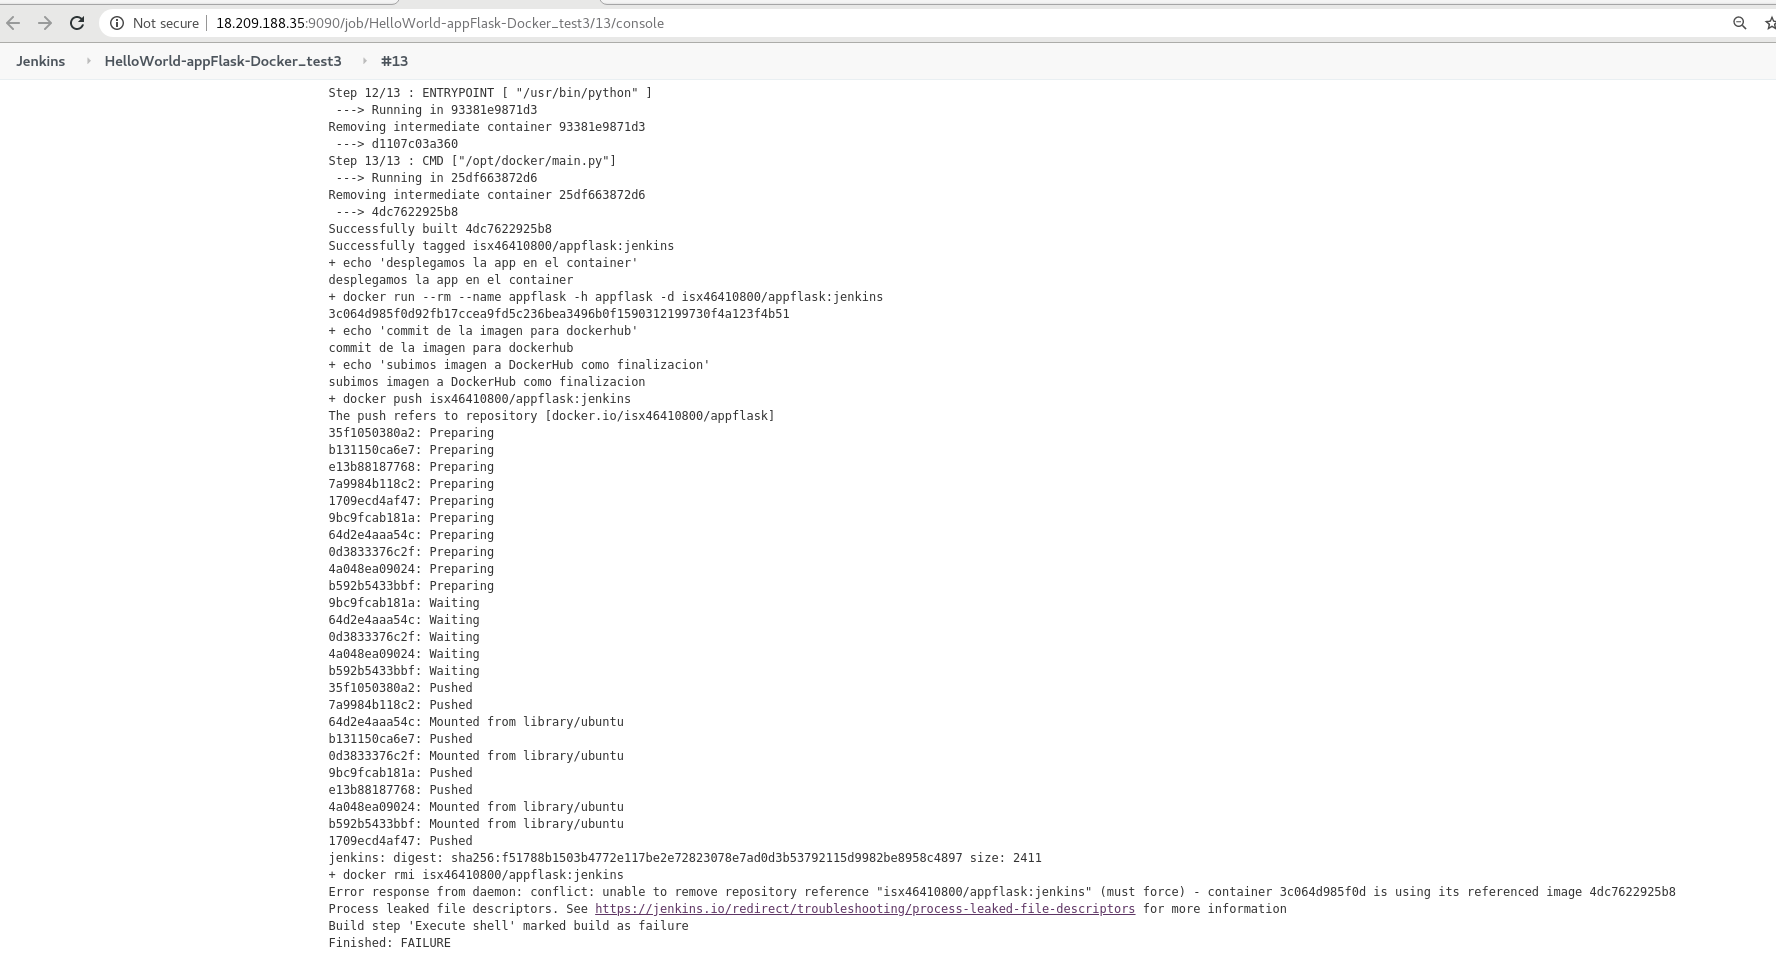 Not secure 18.209.188.35:9090/job/HelloWorld-appFlask-Docker_test3/13/console
Jenkins HelloWorld-appFlask-Docker_test3 #13
Step 12/13 : ENTRYPOINT [ "/usr/bin/python" ]
---> Running in 93381e9871d3
Removing intermediate container 93381e9871d3
---> d1107c03a360
Step 13/13 : CMD ["/opt/docker/main.py"]
---> Running in 25df663872d6
Removing intermediate container 25df663872d6
---> 4dc7622925b8
Successfully built 4dc7622925b8
Successfully tagged isx46410800/appflask:jenkins
+ echo 'desplegamos la app en el container'
desplegamos la app en el container
+ docker run --rm --name appflask -h appflask -d isx46410800/appflask:jenkins
3c064d985f0d92fb17ccea9fd5c236bea3496b0f1590312199730f4a123f4b51
+ echo 'commit de la imagen para dockerhub'
commit de la imagen para dockerhub
+ echo 'subimos imagen a DockerHub como finalizacion'
subimos imagen a DockerHub como finalizacion
+ docker push isx46410800/appflask:jenkins
The push refers to repository [docker.io/isx46410800/appflask]
35f1050380a2: Preparing
b131150ca6e7: Preparing
e13b88187768: Preparing
7a9984b118c2: Preparing
1709ecd4af47: Preparing
9bc9fcab181a: Preparing
64d2e4aaa54c: Preparing
0d3833376c2f: Preparing
4a048ea09024: Preparing
b592b5433bbf: Preparing
9bc9fcab181a: Waiting
64d2e4aaa54c: Waiting
0d3833376c2f: Waiting
4a048ea09024: Waiting
b592b5433bbf: Waiting
35f1050380a2: Pushed
7a9984b118c2: Pushed
64d2e4aaa54c: Mounted from library/ubuntu
b131150ca6e7: Pushed
0d3833376c2f: Mounted from library/ubuntu
9bc9fcab181a: Pushed
e13b88187768: Pushed
4a048ea09024: Mounted from library/ubuntu
b592b5433bbf: Mounted from library/ubuntu
1709ecd4af47: Pushed
jenkins: digest: sha256:f51788b1503b4772e117be2e72823078e7ad0d3b53792115d9982be8958c4897 size: 2411
+ docker rmi isx46410800/appflask:jenkins
Error response from daemon: conflict: unable to remove repository reference "isx46410800/appflask:jenkins" (must force) - container 3c064d985f0d is using its referenced image 4dc7622925b8
Process leaked file descriptors. See https://jenkins.io/redirect/troubleshooting/process-leaked-file-descriptors for more information
Build step 'Execute shell' marked build as failure
Finished: FAILURE